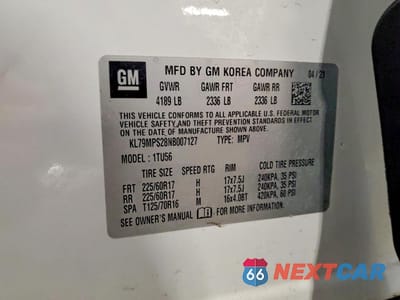 GM
MFD BY GM KOREA COMPANY 04 / 21
GVWR GAWR FRT GAWR RR
4189 LB 2336 LB 2336 LB
THIS VEHICLE CONFORMS TO ALL APPLICABLE U.S. FEDERAL MOTOR
VEHICLE SAFETY AND THEFT PREVENTION STANDARDS IN EFFECT
ON THE DATE OF MANUFACTURE SHOWN ABOVE.
KL79MPS28NB007127 TYPE: MPV
MODEL : 1TU56
TIRE SIZE SPEED RTG RIM COLD TIRE PRESSURE
FRT 225/60R17 H 17x7.5J 240KPA, 35 PSI
RR 225/60R17 H 17x7.5J 240KPA, 35 PSI
SPA T125/70R16 M 16x4.0BT 420KPA, 60 PSI
SEE OWNER'S MANUAL FOR MORE INFORMATION
66 NEXTCAR